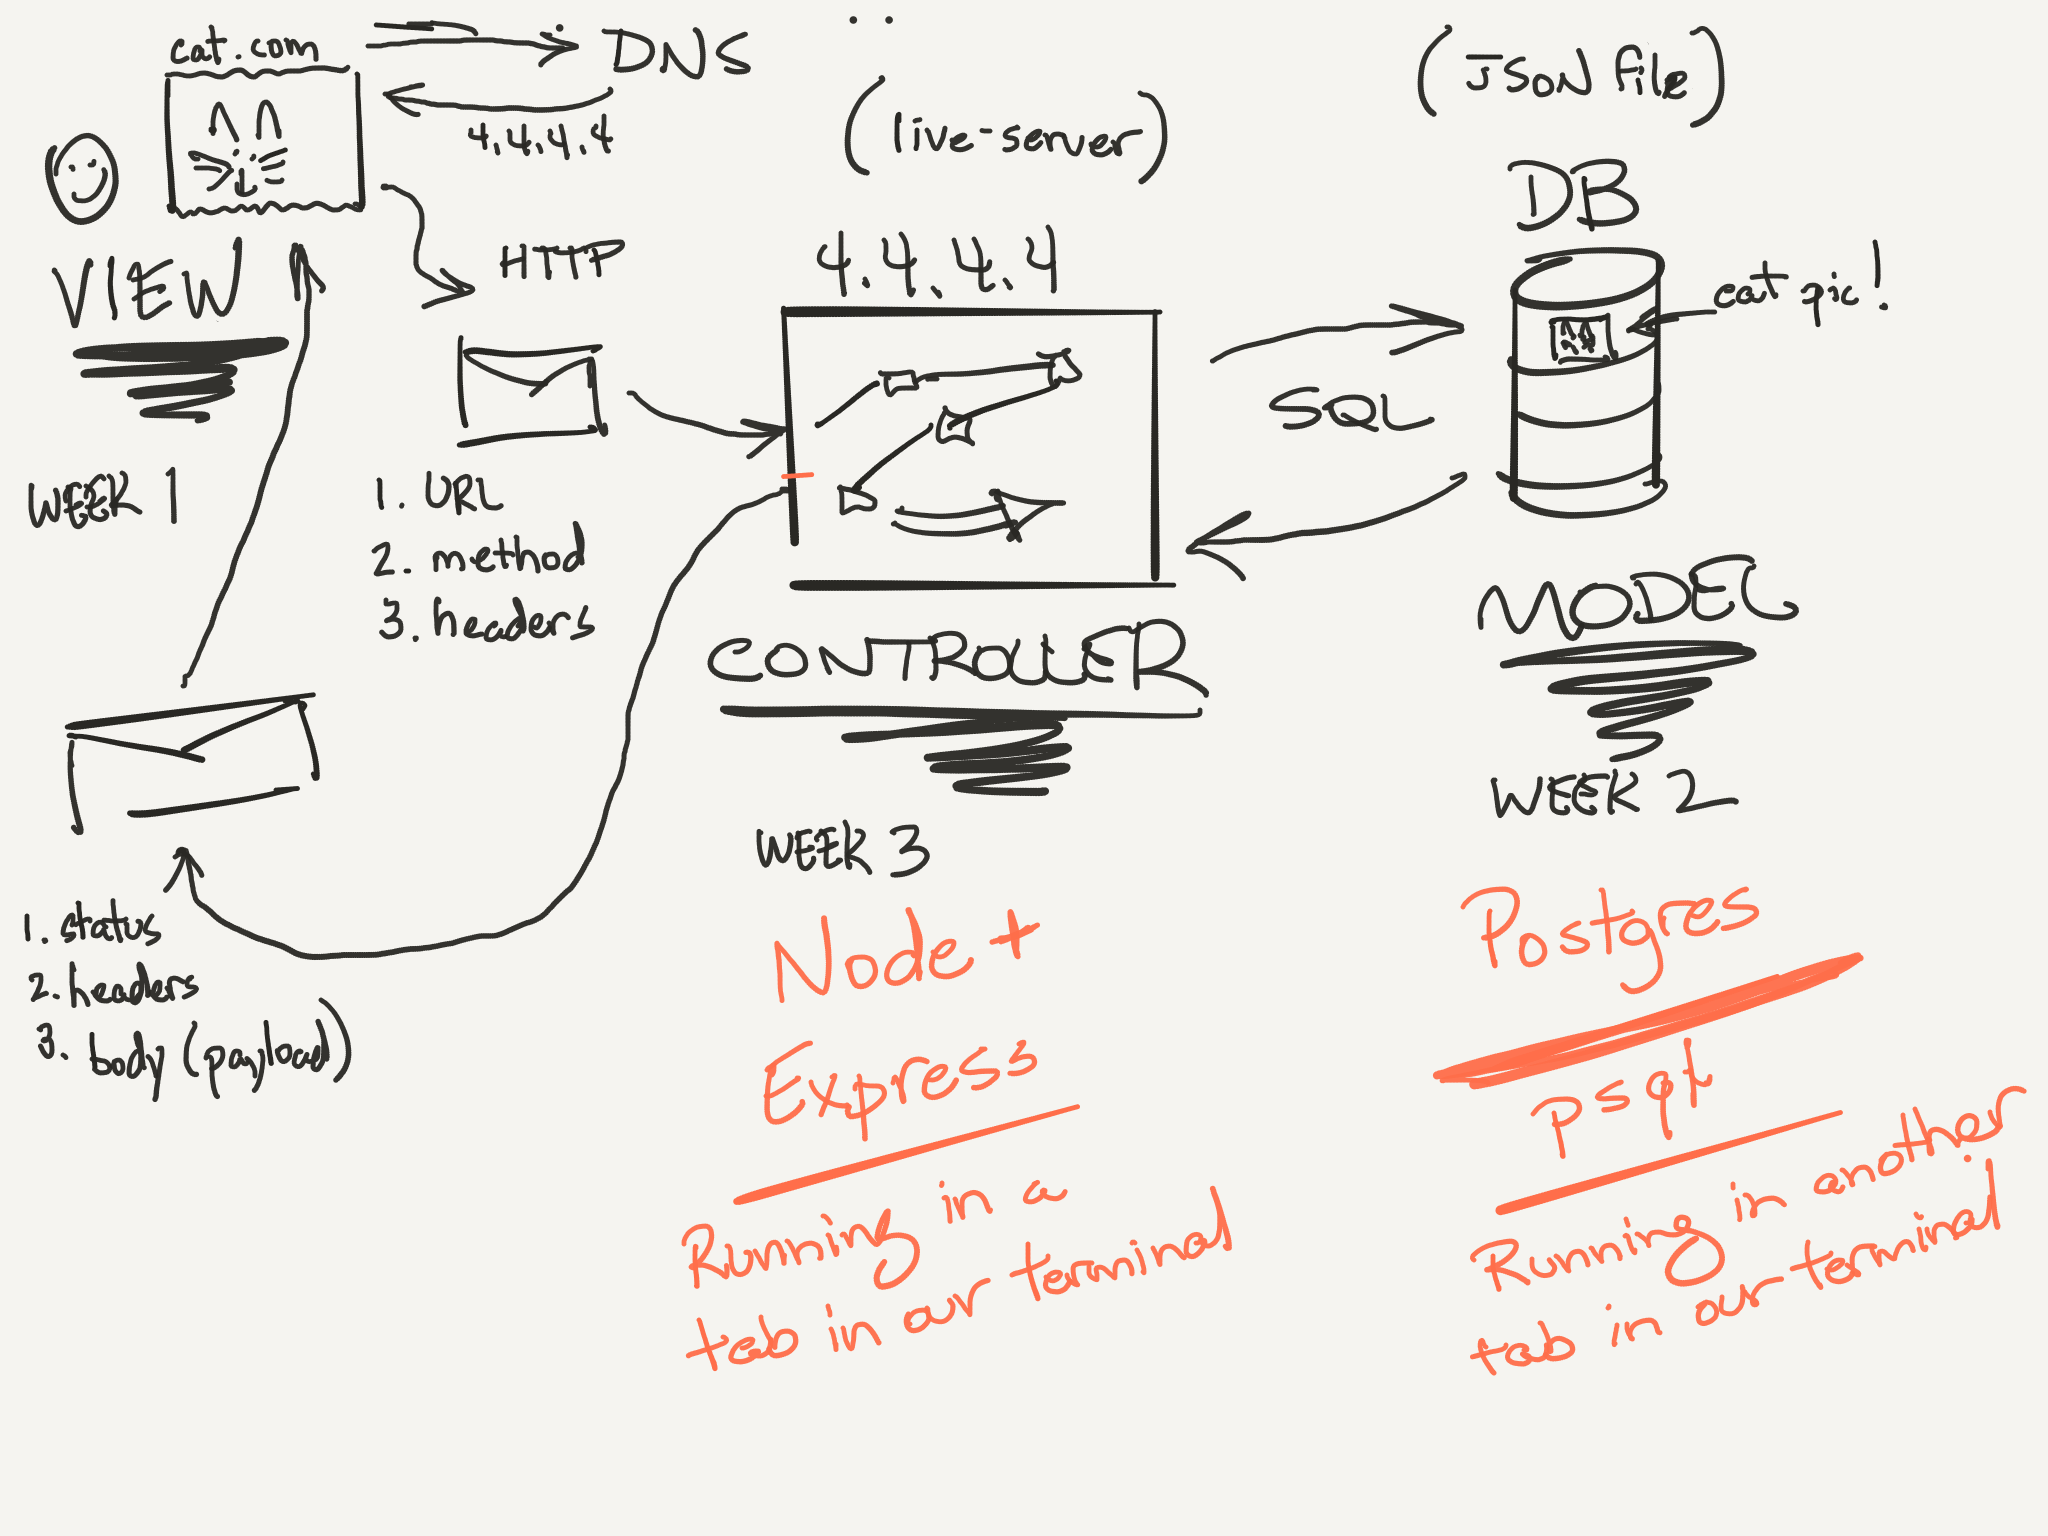 cat.com
DNS
4.4.4.4
VIEW
WEEK 1
HTTP
1. URL
2. method
3. headers
1. status
2. headers
3. body (payload)
(live-server)
4.4.4.4
CONTROLLER
WEEK 3
Node +
Express
Running in a
tab in our terminal
SQL
(JSON file)
DB
cat pic!
MODEL
WEEK 2
Postgres
psql
Running in another
tab in our terminal